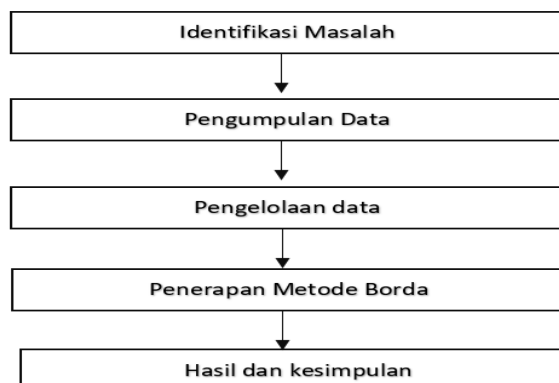 Identifikasi Masalah
Pengumpulan Data
Pengelolaan data
Penerapan Metode Borda
Hasil dan kesimpulan